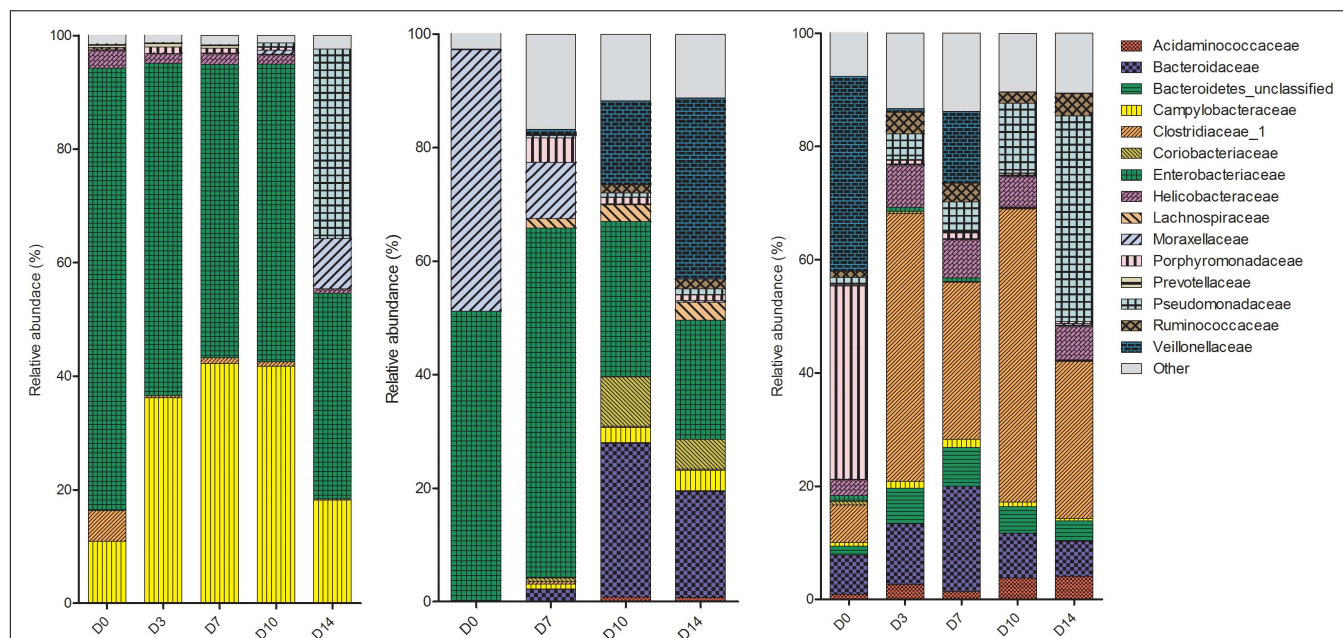 Relative abundace (%)
100
80
60
40
20
0
D0
D3
D7
D10
D14
Relative abundance (%)
100
80
60
40
20
0
D0
D7
D10
D14
Relative abundance (%)
100
80
60
40
20
0
D0
D3
D7
D10
D14
Acidaminococcaceae
Bacteroidaceae
Bacteroidetes_unclassified
Campylobacteraceae
Clostridiaceae_1
Coriobacteriaceae
Enterobacteriaceae
Helicobacteraceae
Lachnospiraceae
Moraxellaceae
Porphyromonadaceae
Prevotellaceae
Pseudomonadaceae
Ruminococcaceae
Veillonellaceae
Other